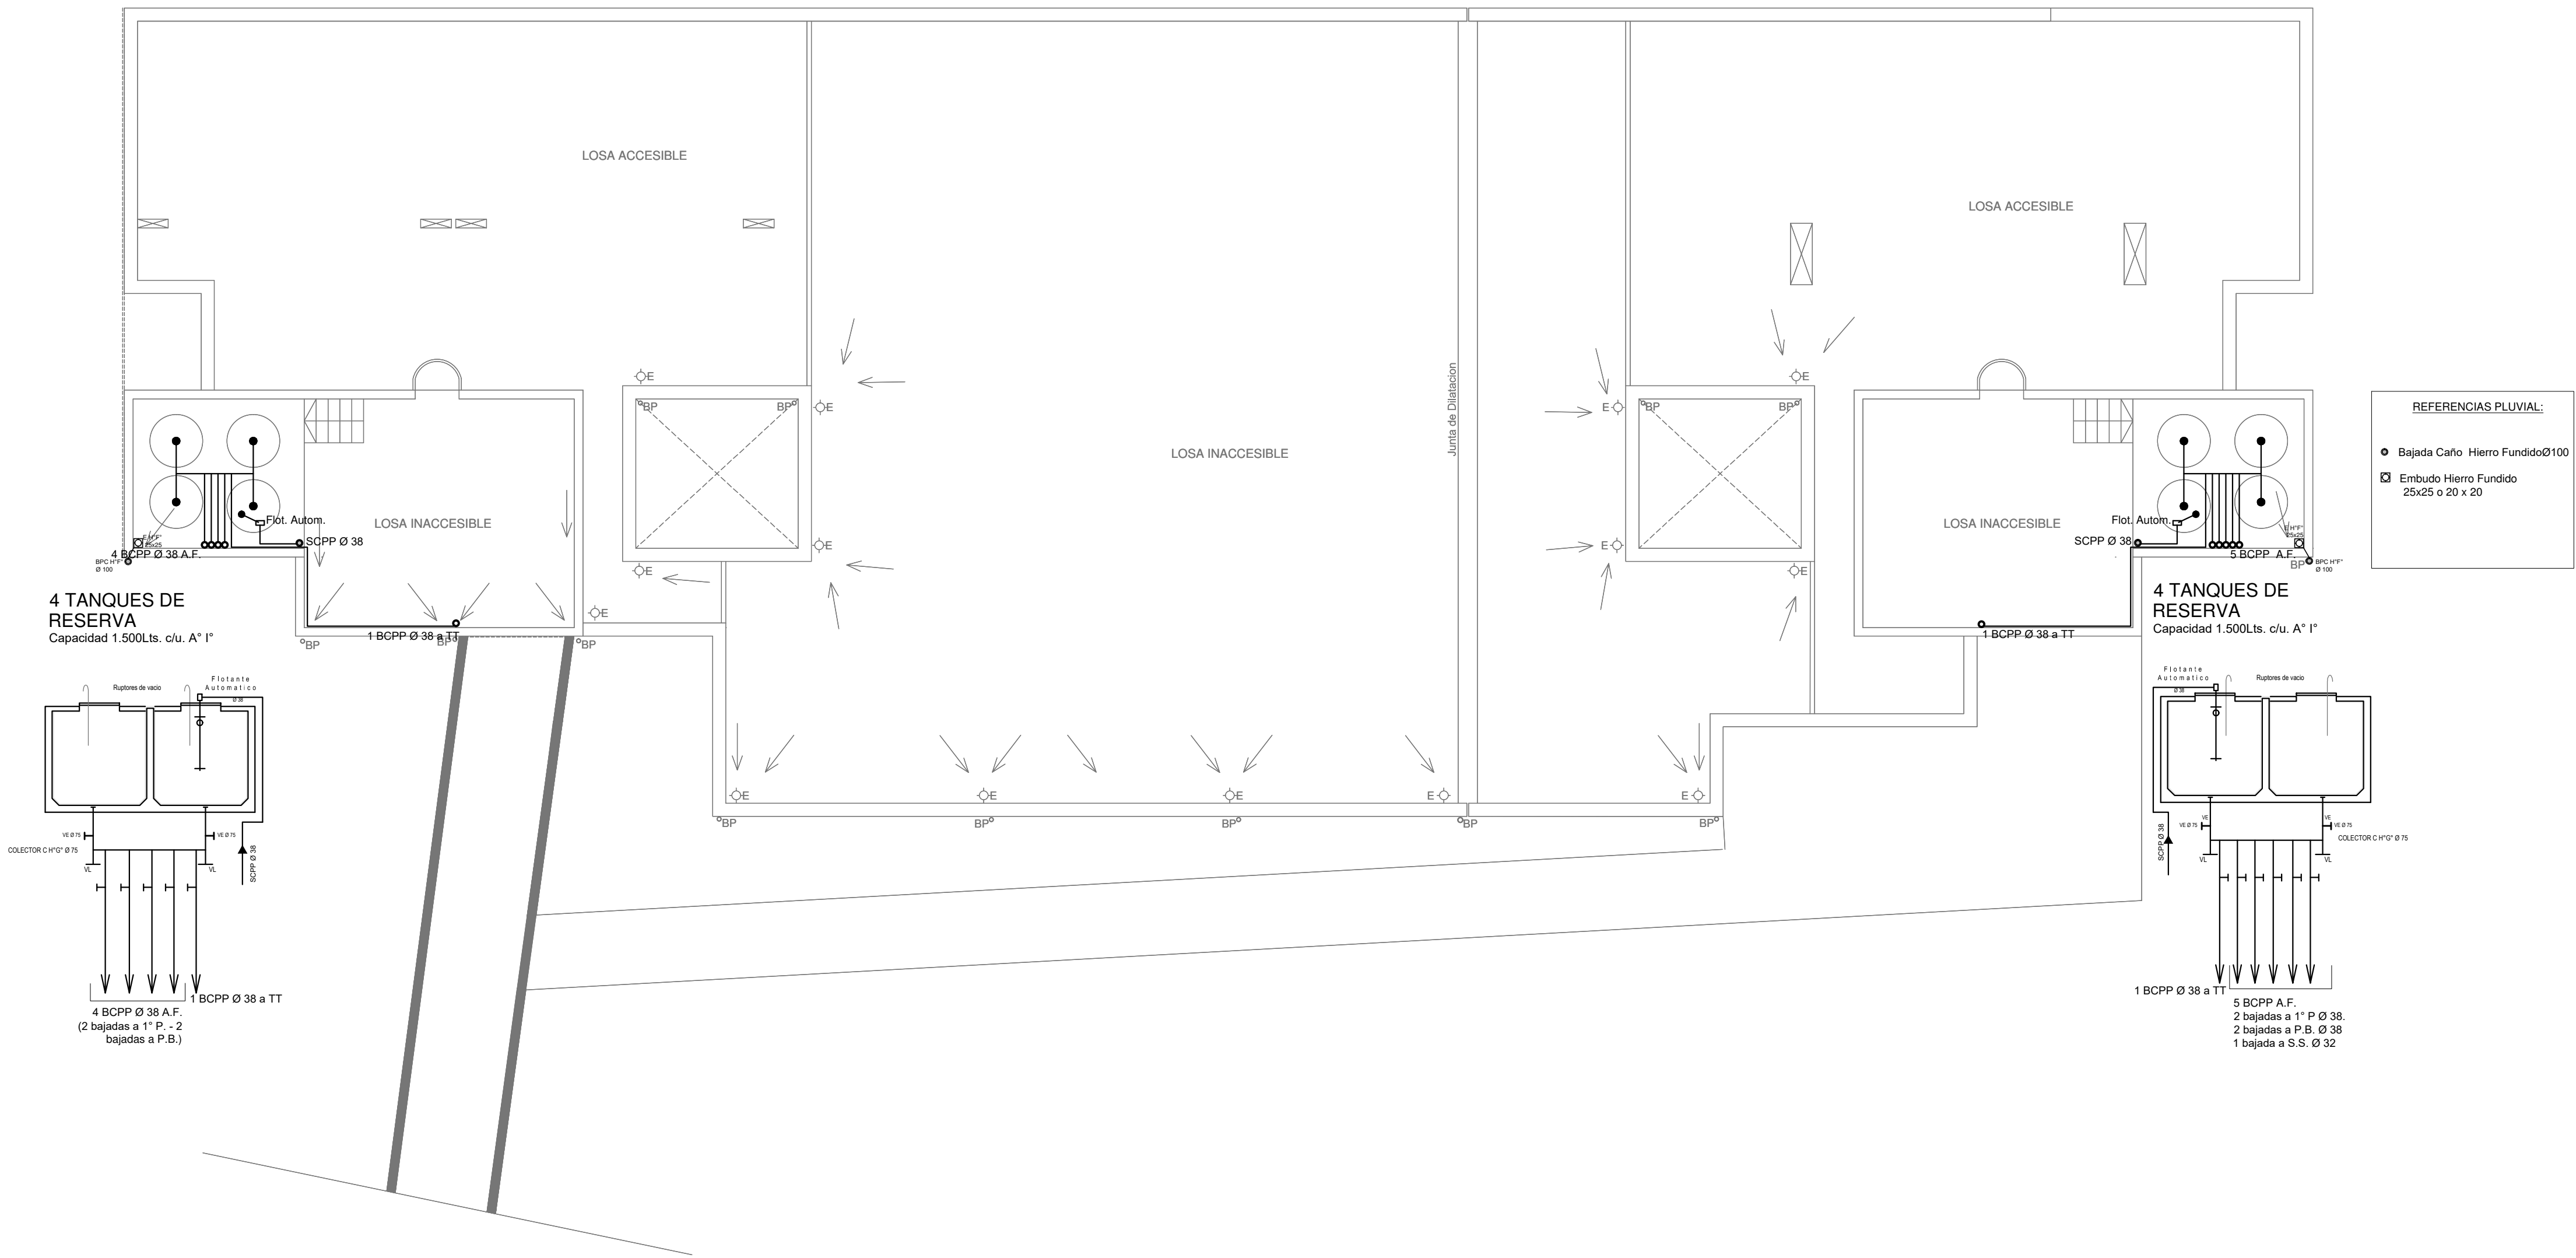 LOSA ACCESIBLE
LOSA ACCESIBLE
Junta de Dilatacion
LOSA INACCESIBLE
LOSA INACCESIBLE
LOSA INACCESIBLE
E
BP
BP
E
E
E
E
E
BP
BP
E
E
E
E
Flot. Autom.
SCPP Ø 38
E H°F°
25x25
4 BCPP Ø 38 A.F.
BPC H°F°
Ø 100
1 BCPP Ø 38 a TT
BP
BP
BP
4 TANQUES DE
RESERVA
Capacidad 1.500Lts. c/u. A° I°
Flot. Autom.
SCPP Ø 38
E H°F°
25x25
5 BCPP A.F.
BP
BPC H°F°
Ø 100
1 BCPP Ø 38 a TT
4 TANQUES DE
RESERVA
Capacidad 1.500Lts. c/u. A° I°
REFERENCIAS PLUVIAL:
Bajada Caño Hierro FundidoØ100
Embudo Hierro Fundido
25x25 o 20 x 20
E
E
E
E
E
BP
BP
BP
BP
BP
Ruptores de vacio
Flotante
Automatico
Ø 38
VE Ø 75
VE Ø 75
COLECTOR C H°G° Ø 75
VL
VL
SCPP Ø 38
1 BCPP Ø 38 a TT
4 BCPP Ø 38 A.F.
(2 bajadas a 1° P. - 2
bajadas a P.B.)
Flotante
Automatico
Ø 38
Ruptores de vacio
VE
VE
VE Ø 75
VE Ø 75
COLECTOR C H°G° Ø 75
VL
VL
SCPP Ø 38
1 BCPP Ø 38 a TT
5 BCPP A.F.
2 bajadas a 1° P Ø 38.
2 bajadas a P.B. Ø 38
1 bajada a S.S. Ø 32